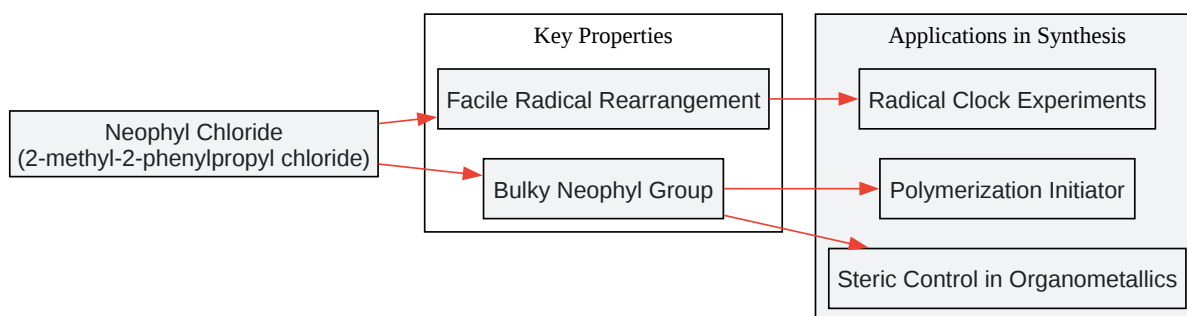 Neophyl Chloride
(2-methyl-2-phenylpropyl chloride)
Key Properties
Facile Radical Rearrangement
Bulky Neophyl Group
Applications in Synthesis
Radical Clock Experiments
Polymerization Initiator
Steric Control in Organometallics